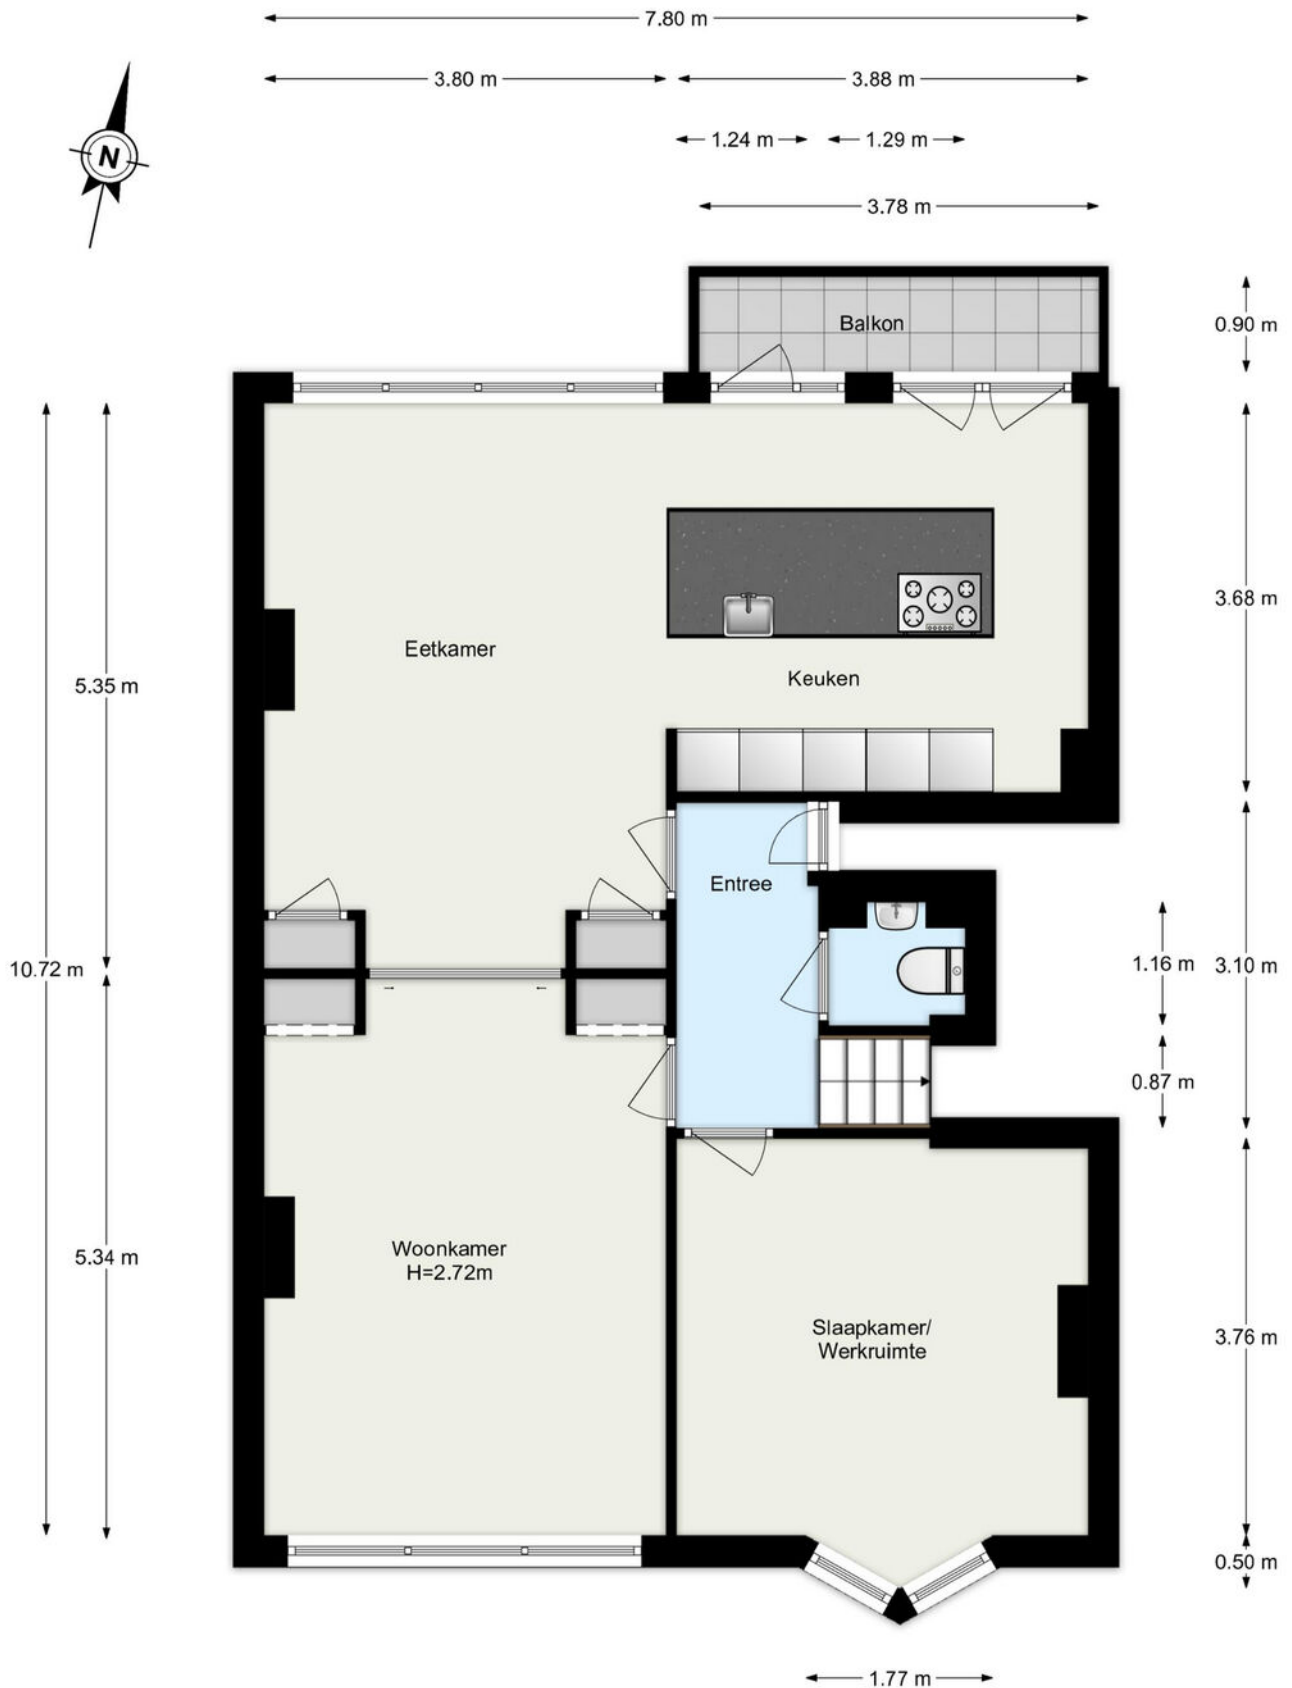 7.80 m
3.80 m
3.88 m
1.24 m
1.29 m
3.78 m
N
Balkon
0.90 m
3.68 m
Eetkamer
Keuken
5.35 m
Entree
10.72 m
1.16 m
3.10 m
0.87 m
5.34 m
Woonkamer
H=2.72m
Slaapkamer/
Werkruimte
3.76 m
0.50 m
1.77 m